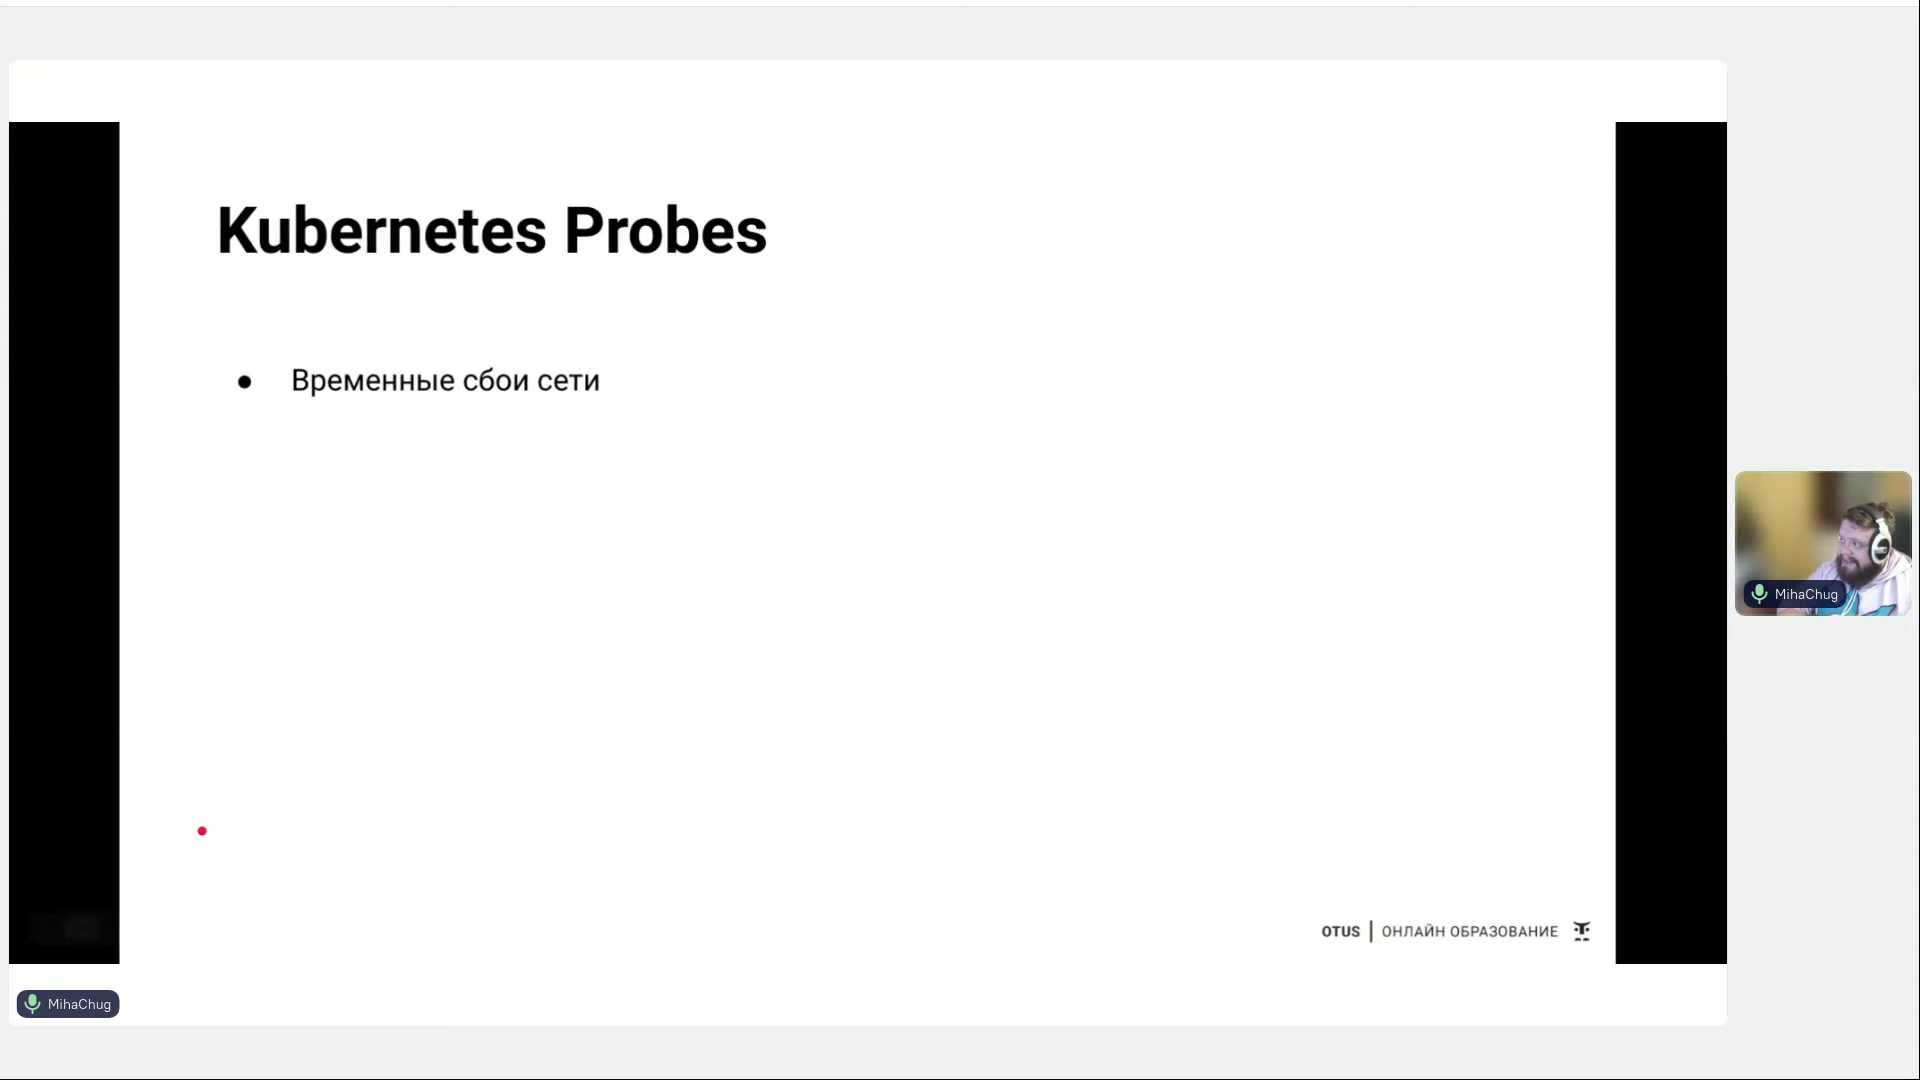 Kubernetes Probes
● Временные сбои сети
MihaChug
OTUS | ОНЛАЙН ОБРАЗОВАНИЕ
MihaChug